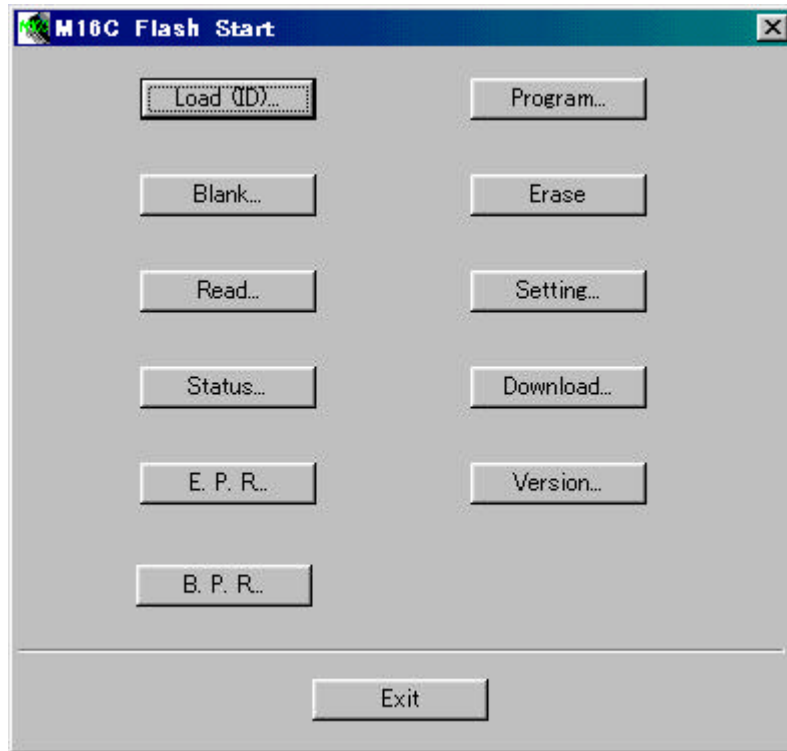 M16C Flash Start
Load (ID)...
Program...
Blank...
Erase
Read...
Setting...
Status...
Download...
E. P. R...
Version...
B. P. R...
Exit